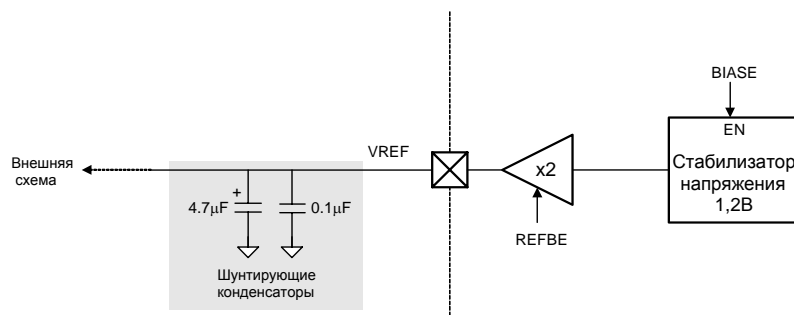 BIASE
EN
Стабилизатор
напряжения
1,2В
x2
REFBE
VREF
Внешняя
схема
+
4.7μF
0.1μF
Шунтирующие
конденсаторы